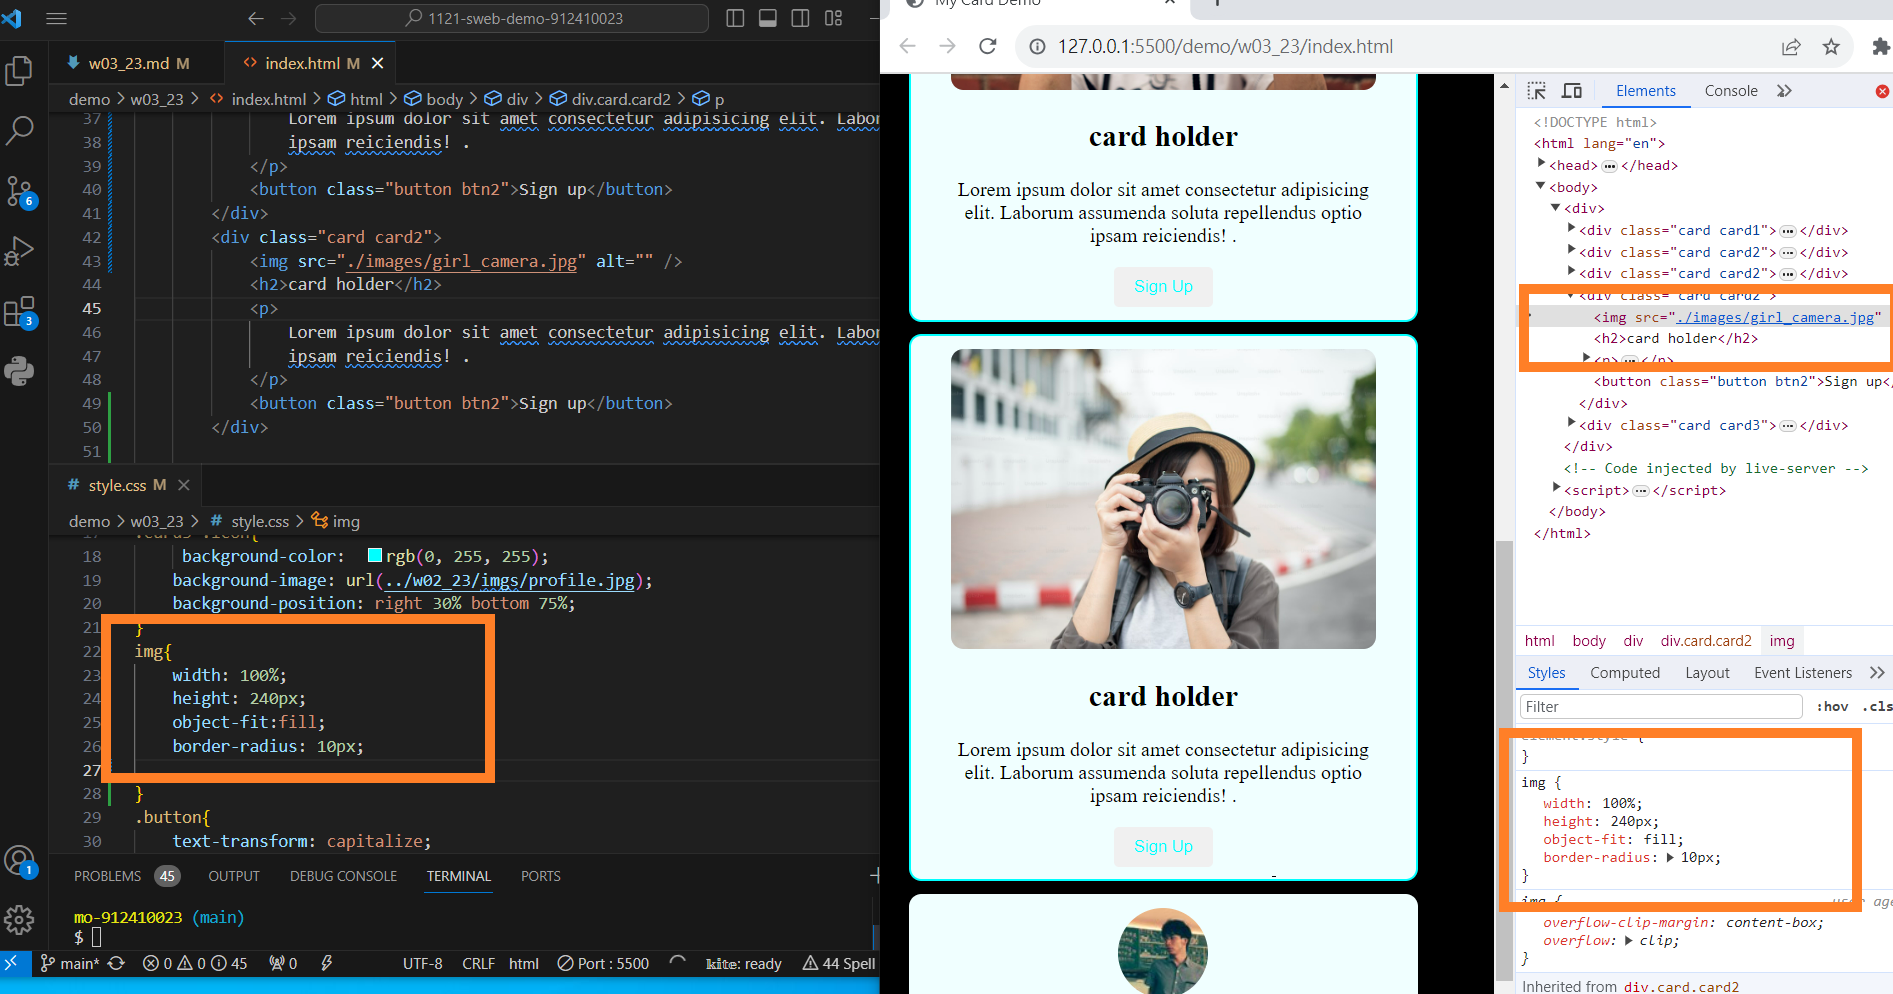 1121-sweb-demo-912410023
w03_23.md M
index.html M
demo > w03_23 > index.html > html > body > div > div.card.card2 > p
37 Lorem ipsum dolor sit amet consectetur adipisicing elit. Labor
38 ipsam reiciendis! .
39 </p>
40 <button class="button btn2">Sign up</button>
41 </div>
42 <div class="card card2">
43 <img src="./images/girl_camera.jpg" alt="" />
44 <h2>card holder</h2>
45 <p>
46 Lorem ipsum dolor sit amet consectetur adipisicing elit. Labor
47 ipsam reiciendis! .
48 </p>
49 <button class="button btn2">Sign up</button>
50 </div>
51
style.css M
demo > w03_23 > # style.css > img
18 background-color: rgb(0, 255, 255);
19 background-image: url(../w02_23/imgs/profile.jpg);
20 background-position: right 30% bottom 75%;
21 }
22 img{
23 width: 100%;
24 height: 240px;
25 object-fit:fill;
26 border-radius: 10px;
27
28 }
29 .button{
30 text-transform: capitalize;
PROBLEMS 45 OUTPUT DEBUG CONSOLE TERMINAL PORTS
mo-912410023 (main)
$
6
3
1
main* 0 0 45 0 UTF-8 CRLF html Port : 5500 kite: ready 44 Spell
My Card Demo
127.0.0.1:5500/demo/w03_23/index.html
card holder
Lorem ipsum dolor sit amet consectetur adipisicing
elit. Laborum assumenda soluta repellendus optio
ipsam reiciendis! .
Sign Up
card holder
Lorem ipsum dolor sit amet consectetur adipisicing
elit. Laborum assumenda soluta repellendus optio
ipsam reiciendis! .
Sign Up
Elements Console
<!DOCTYPE html>
<html lang="en">
<head> ··· </head>
<body>
<div>
<div class="card card1"> ··· </div>
<div class="card card2"> ··· </div>
<div class="card card2"> ··· </div>
<div class="card card2">
<img src="./images/girl_camera.jpg"
<h2>card holder</h2>
<p> ··· </p>
<button class="button btn2">Sign up</
</div>
<div class="card card3"> ··· </div>
</div>
<!-- Code injected by live-server -->
<script> ··· </script>
</body>
</html>
html body div div.card.card2 img
Styles Computed Layout Event Listeners
Filter :hov .cls
element.style {
}
img {
width: 100%;
height: 240px;
object-fit: fill;
border-radius: 10px;
}
img { user age
overflow-clip-margin: content-box;
overflow: clip;
}
Inherited from div.card.card2